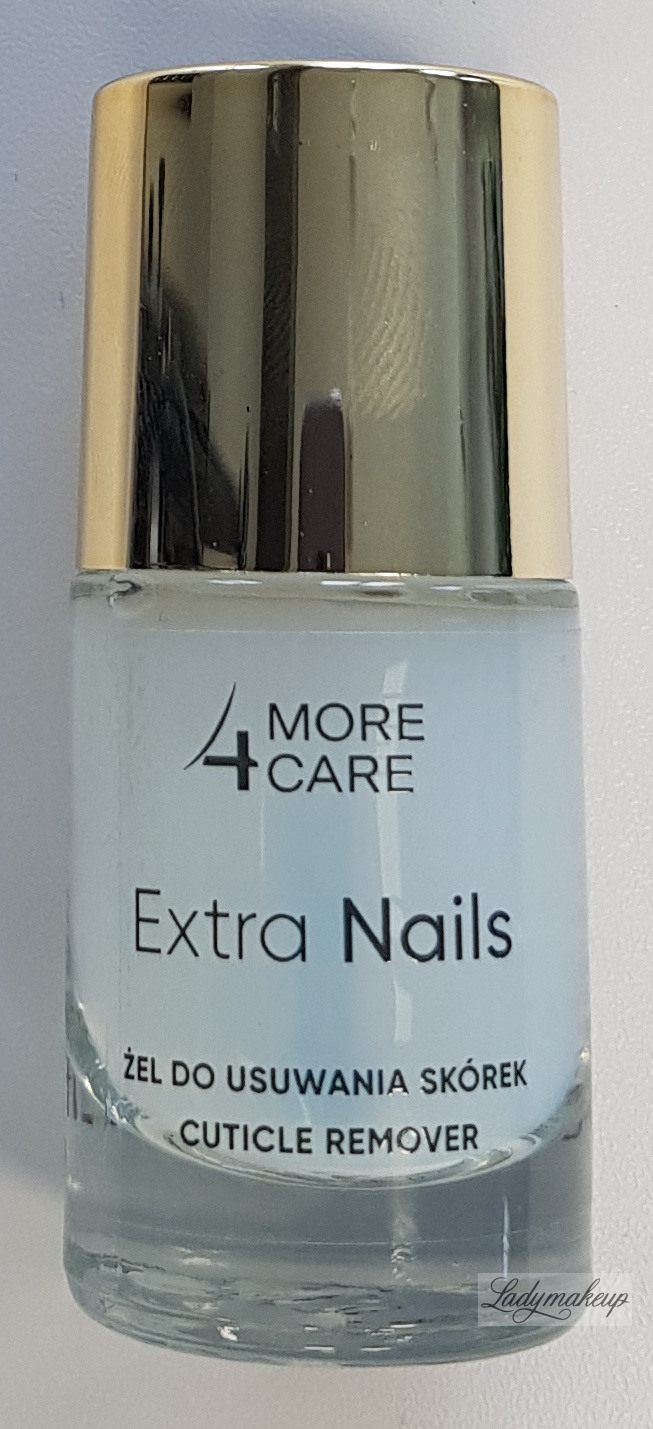 4 MORE
CARE
Extra Nails
ŻEL DO USUWANIA SKÓREK
CUTICLE REMOVER
Ladymakeup